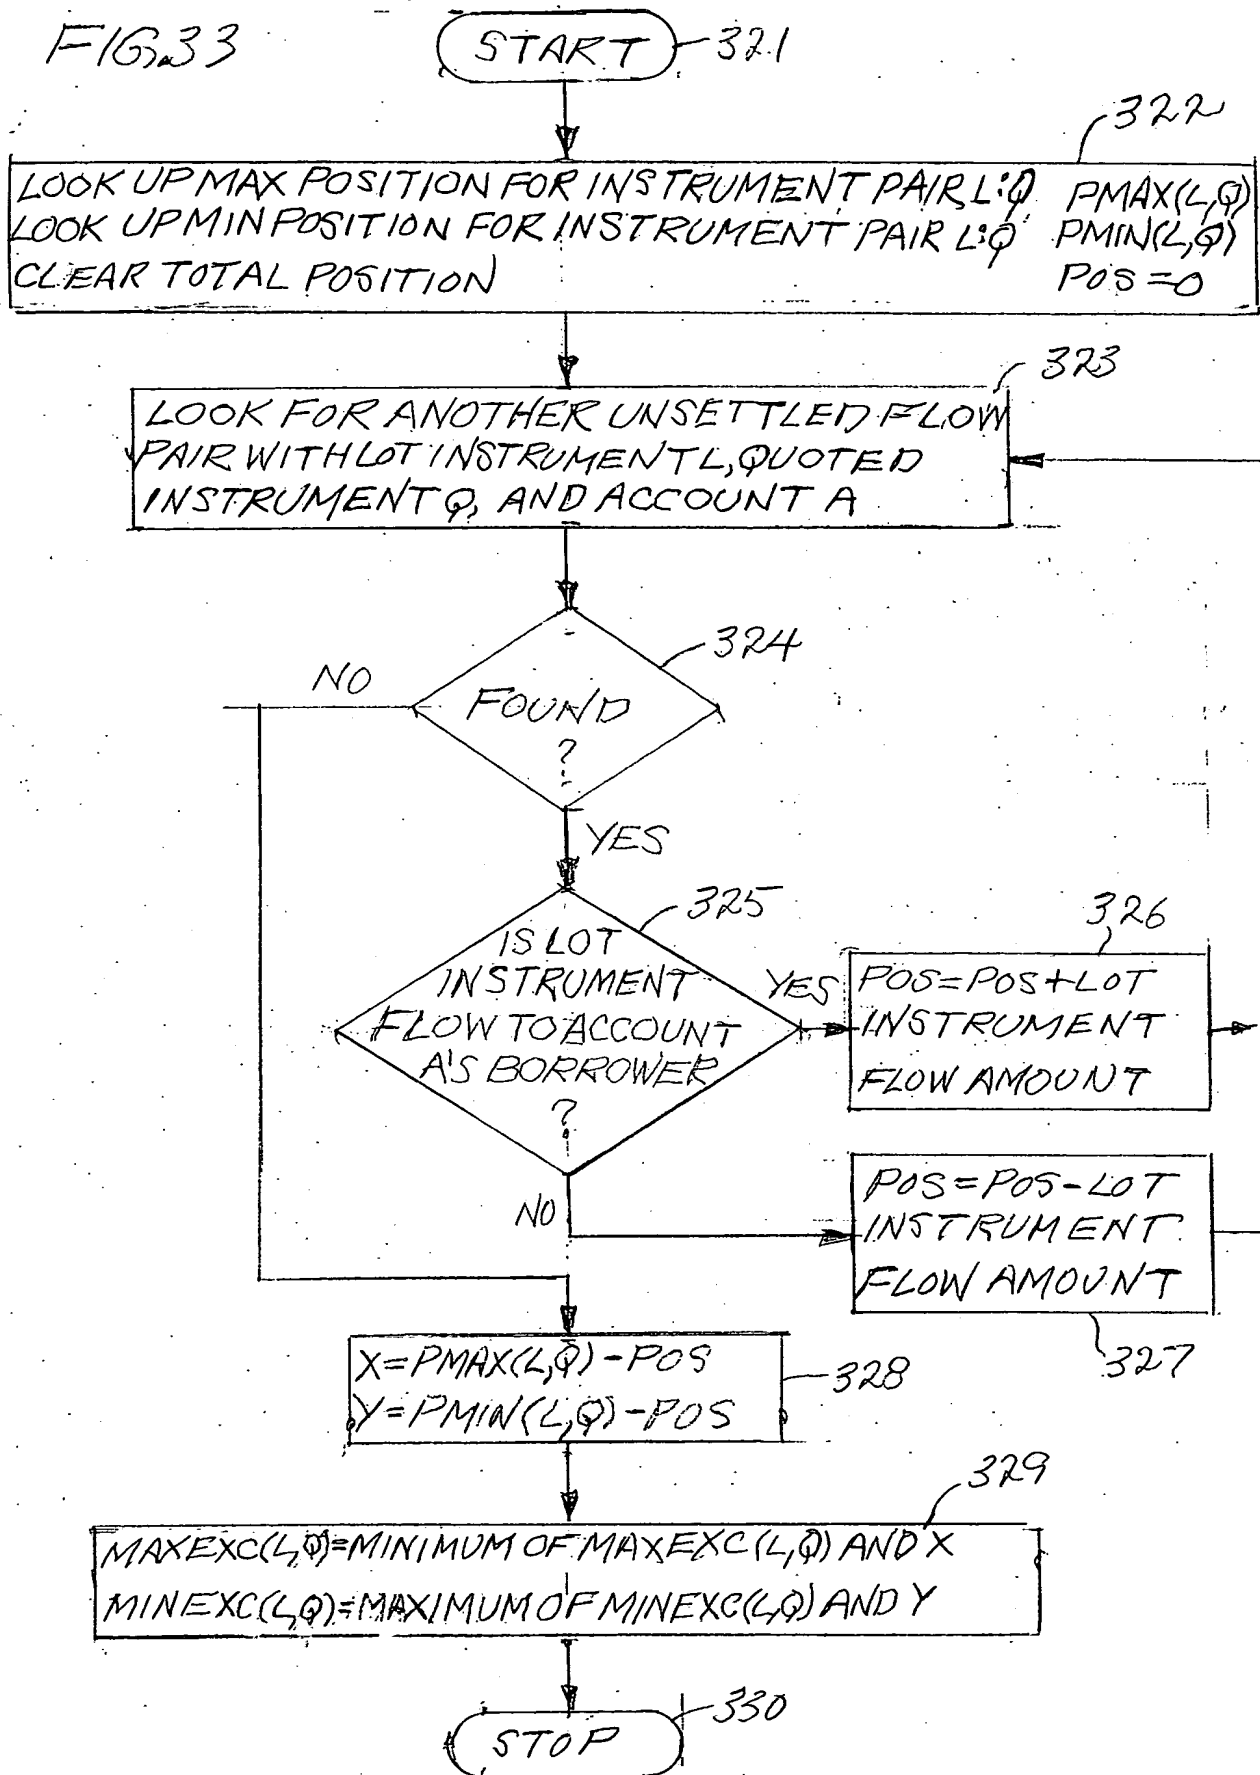 FIG. 33
START
321
322
LOOK UP MAX POSITION FOR INSTRUMENT PAIR L:Q PMAX(L,Q)
LOOK UP MIN POSITION FOR INSTRUMENT PAIR L:Q PMIN(L,Q)
CLEAR TOTAL POSITION POS=0
323
LOOK FOR ANOTHER UNSETTLED FLOW
PAIR WITH LOT INSTRUMENT L, QUOTED
INSTRUMENT Q, AND ACCOUNT A
324
NO
FOUND
?
YES
325
IS LOT
INSTRUMENT
FLOW TO ACCOUNT
A'S BORROWER
?
YES
326
POS=POS+LOT
INSTRUMENT
FLOW AMOUNT
NO
POS=POS-LOT
INSTRUMENT
FLOW AMOUNT
327
X=PMAX(L,Q)-POS
Y=PMIN(L,Q)-POS
328
329
MAXEXC(L,Q)=MINIMUM OF MAXEXC(L,Q) AND X
MINEXC(L,Q)=MAXIMUM OF MINEXC(L,Q) AND Y
330
STOP